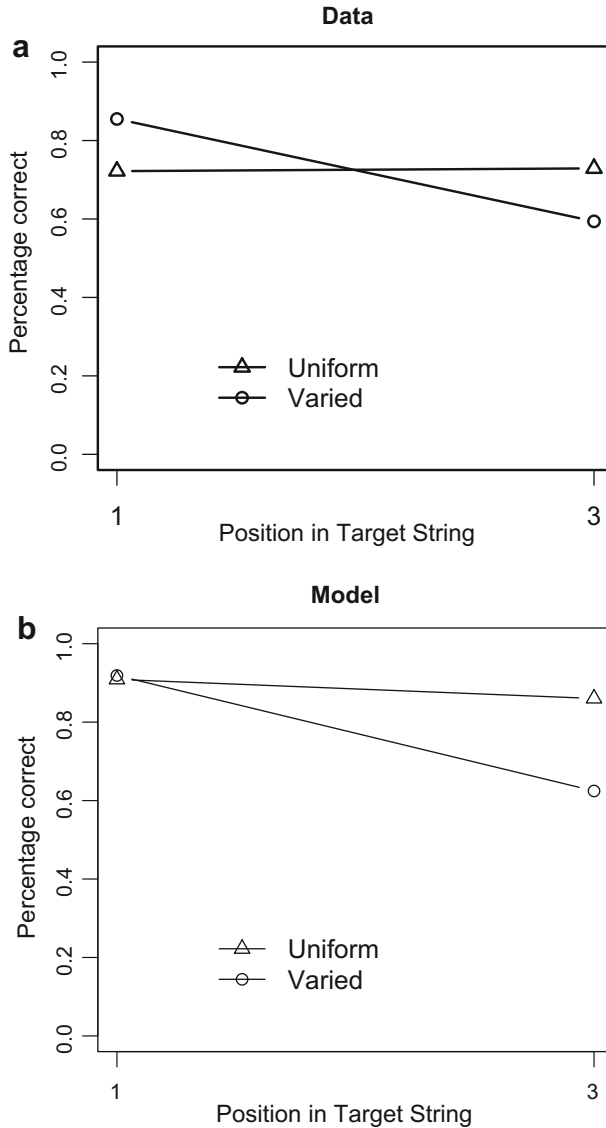 Data
a
Percentage correct
1.0
0.8
0.6
0.4
0.2
0.0
Uniform
Varied
1
3
Position in Target String
Model
b
Percentage correct
1.0
0.8
0.6
0.4
0.2
0.0
Uniform
Varied
1
3
Position in Target String